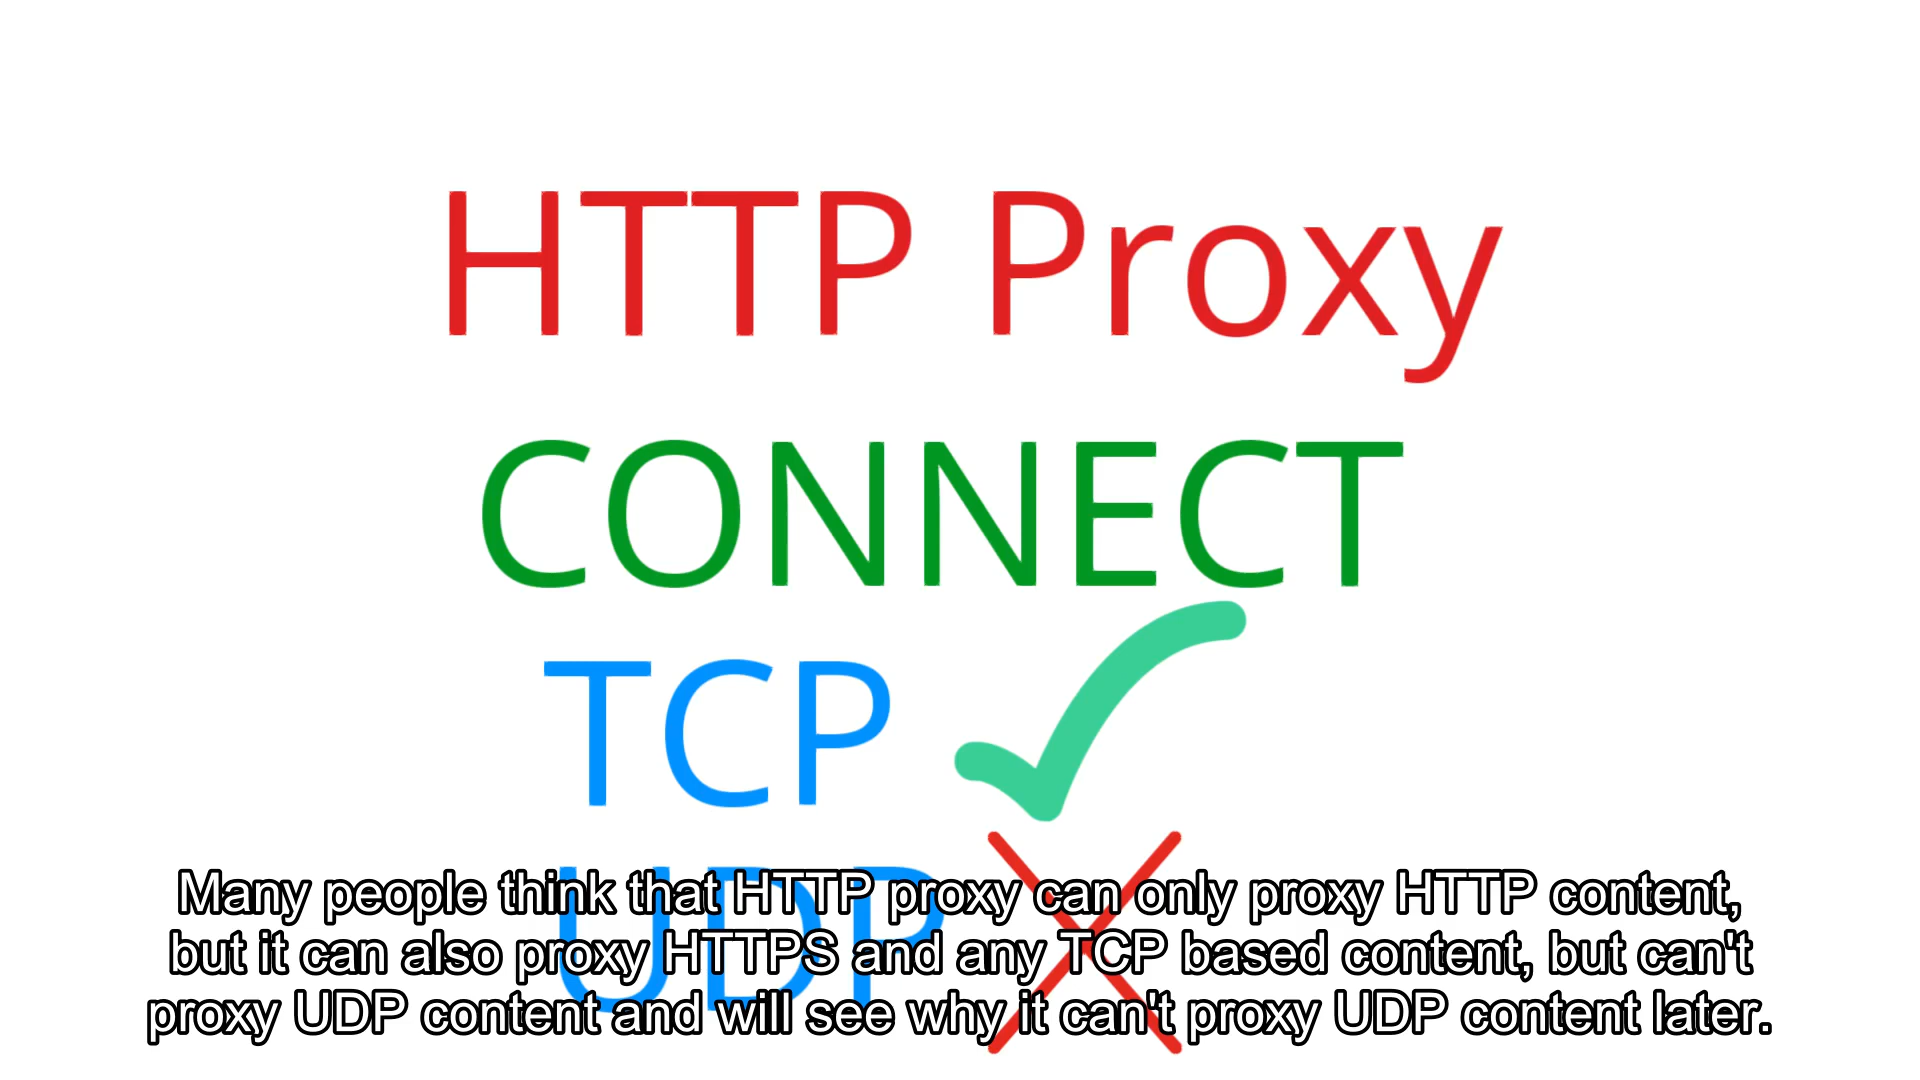 HTTP Proxy
CONNECT
TCP
UDP
Many people think that HTTP proxy can only proxy HTTP content,
but it can also proxy HTTPS and any TCP based content, but can't
proxy UDP content and will see why it can't proxy UDP content later.